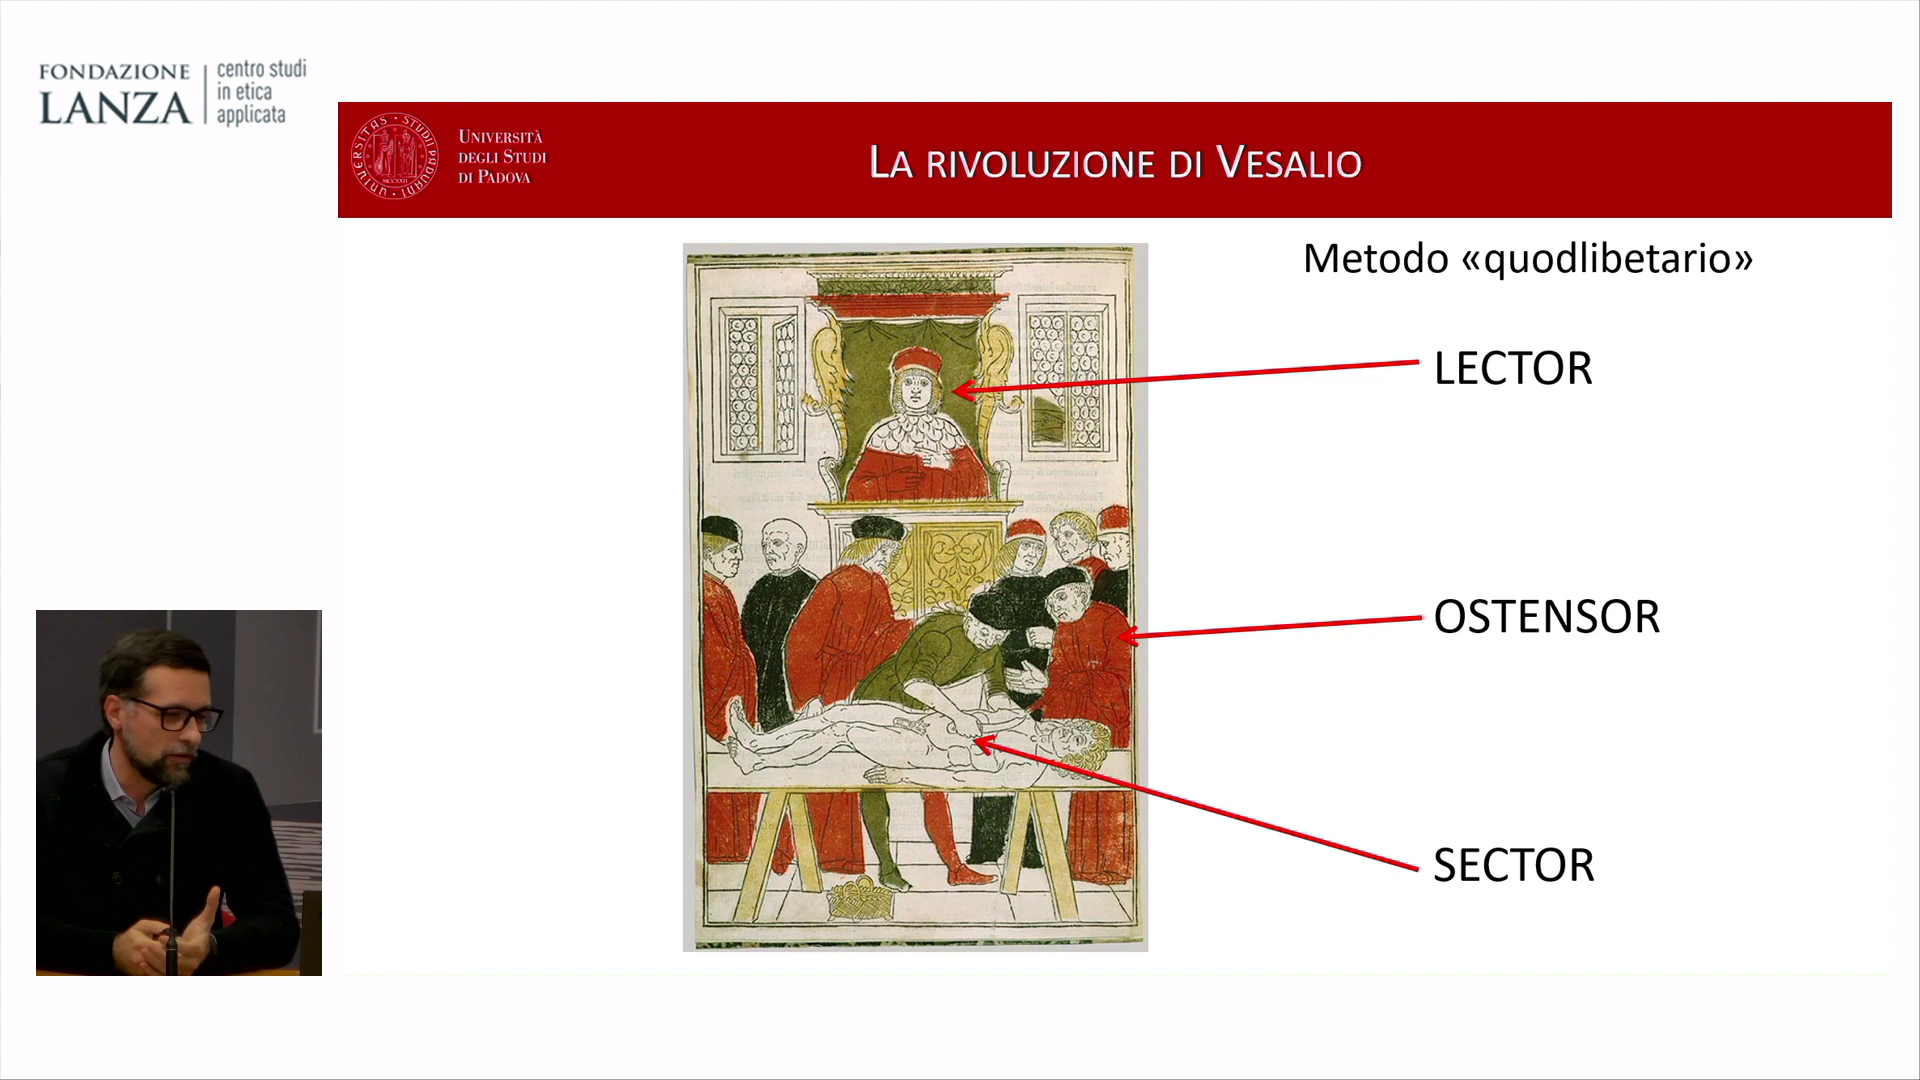 FONDAZIONE
LANZA
centro studi
in etica
applicata
UNIVERSITÀ
DEGLI STUDI
DI PADOVA
LA RIVOLUZIONE DI VESALIO
Metodo «quodlibetario»
LECTOR
OSTENSOR
SECTOR